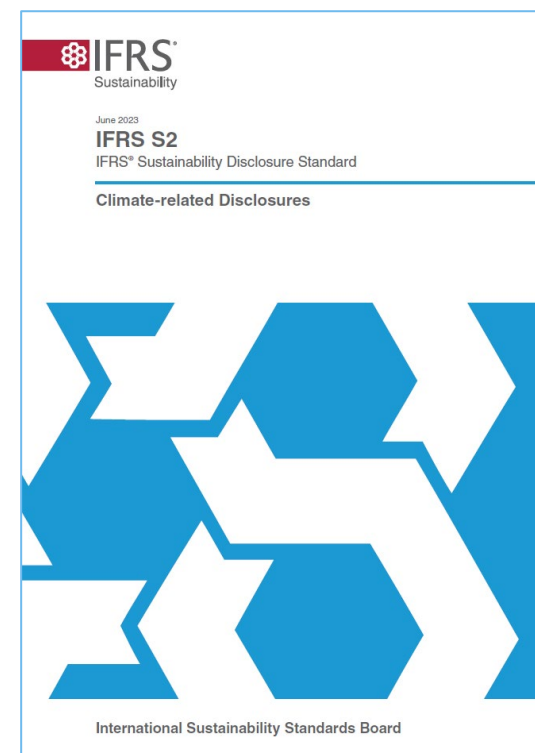 IFRS®
Sustainability
June 2023
IFRS S2
IFRS® Sustainability Disclosure Standard
Climate-related Disclosures
International Sustainability Standards Board